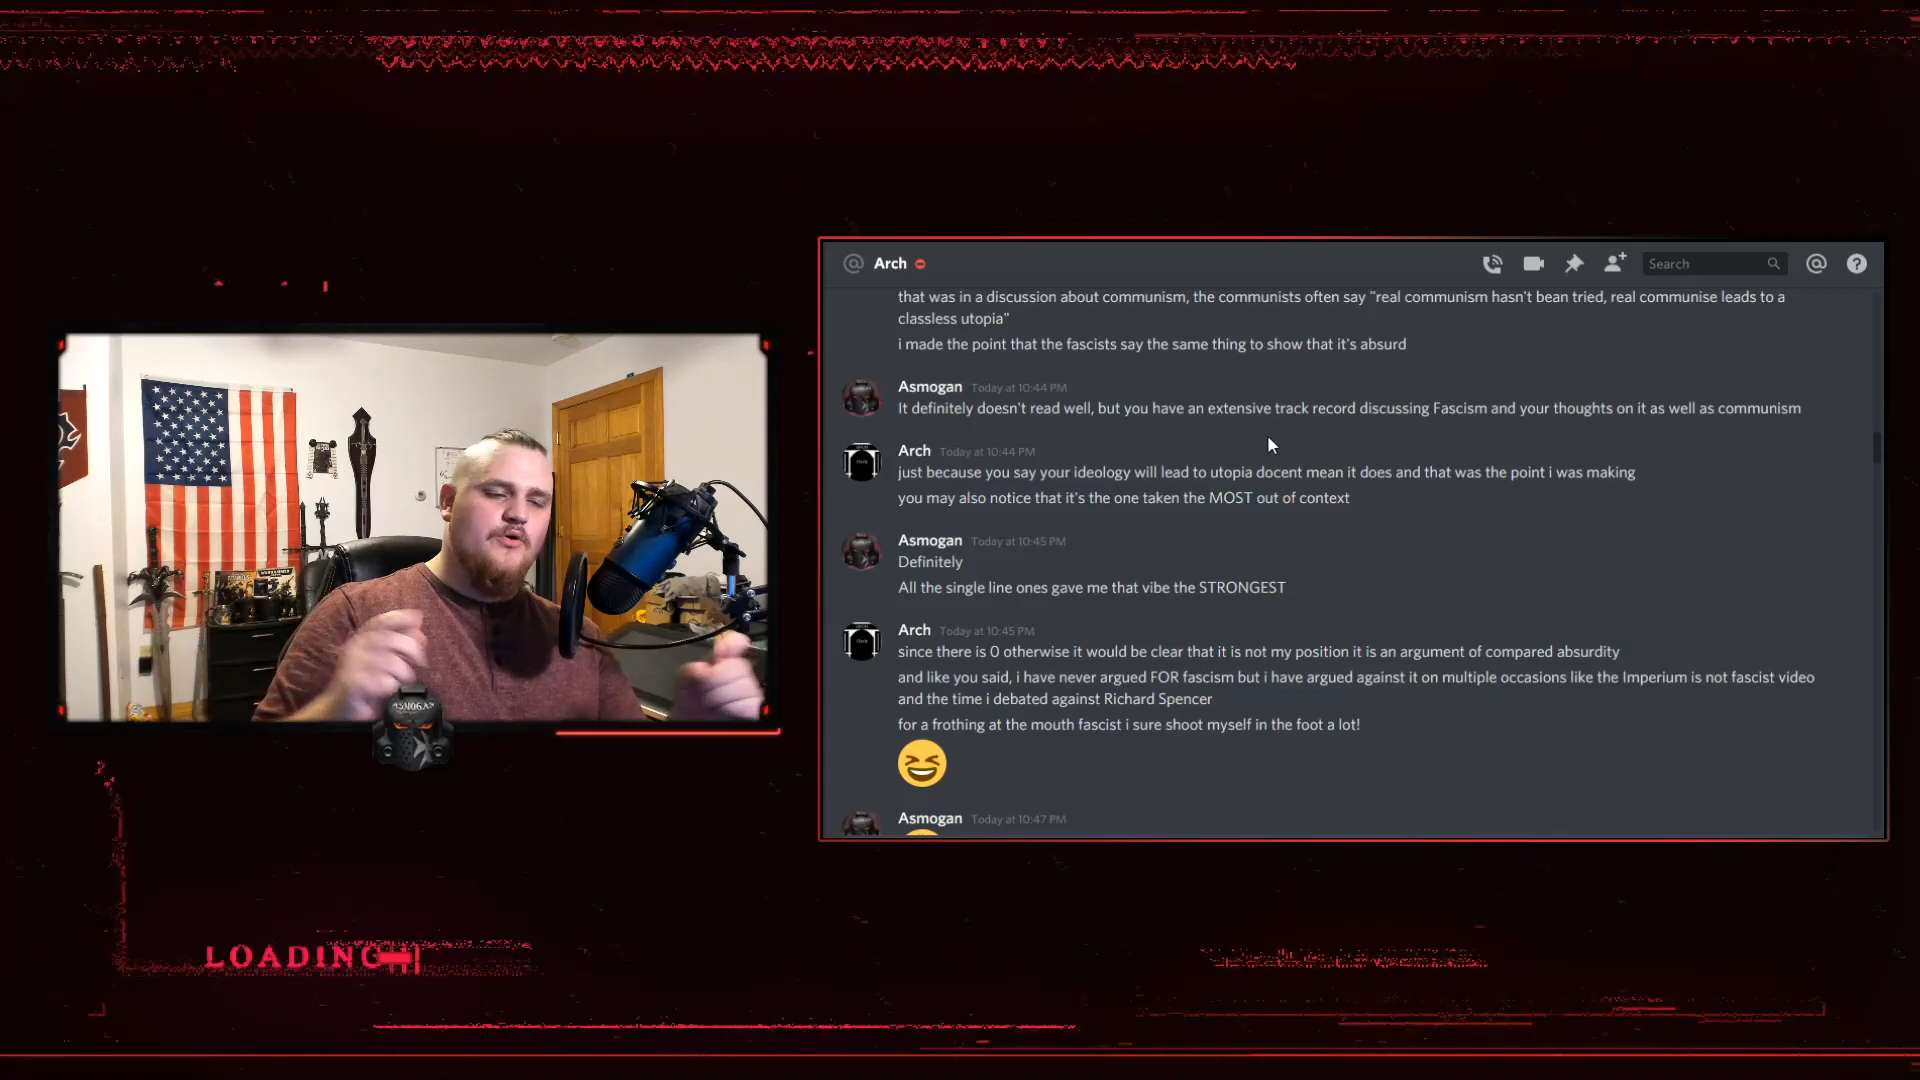 Arch
Search
that was in a discussion about communism, the communists often say "real communism hasn't bean tried, real communise leads to a
classless utopia"
i made the point that the fascists say the same thing to show that it's absurd
Asmogan Today at 10:44 PM
It definitely doesn't read well, but you have an extensive track record discussing Fascism and your thoughts on it as well as communism
Arch Today at 10:44 PM
just because you say your ideology will lead to utopia docent mean it does and that was the point i was making
you may also notice that it's the one taken the MOST out of context
Asmogan Today at 10:45 PM
Definitely
All the single line ones gave me that vibe the STRONGEST
Arch Today at 10:45 PM
since there is 0 otherwise it would be clear that it is not my position it is an argument of compared absurdity
and like you said, i have never argued FOR fascism but i have argued against it on multiple occasions like the Imperium is not fascist video
and the time i debated against Richard Spencer
for a frothing at the mouth fascist i sure shoot myself in the foot a lot!
Asmogan Today at 10:47 PM
ASMOGAN
LOADING